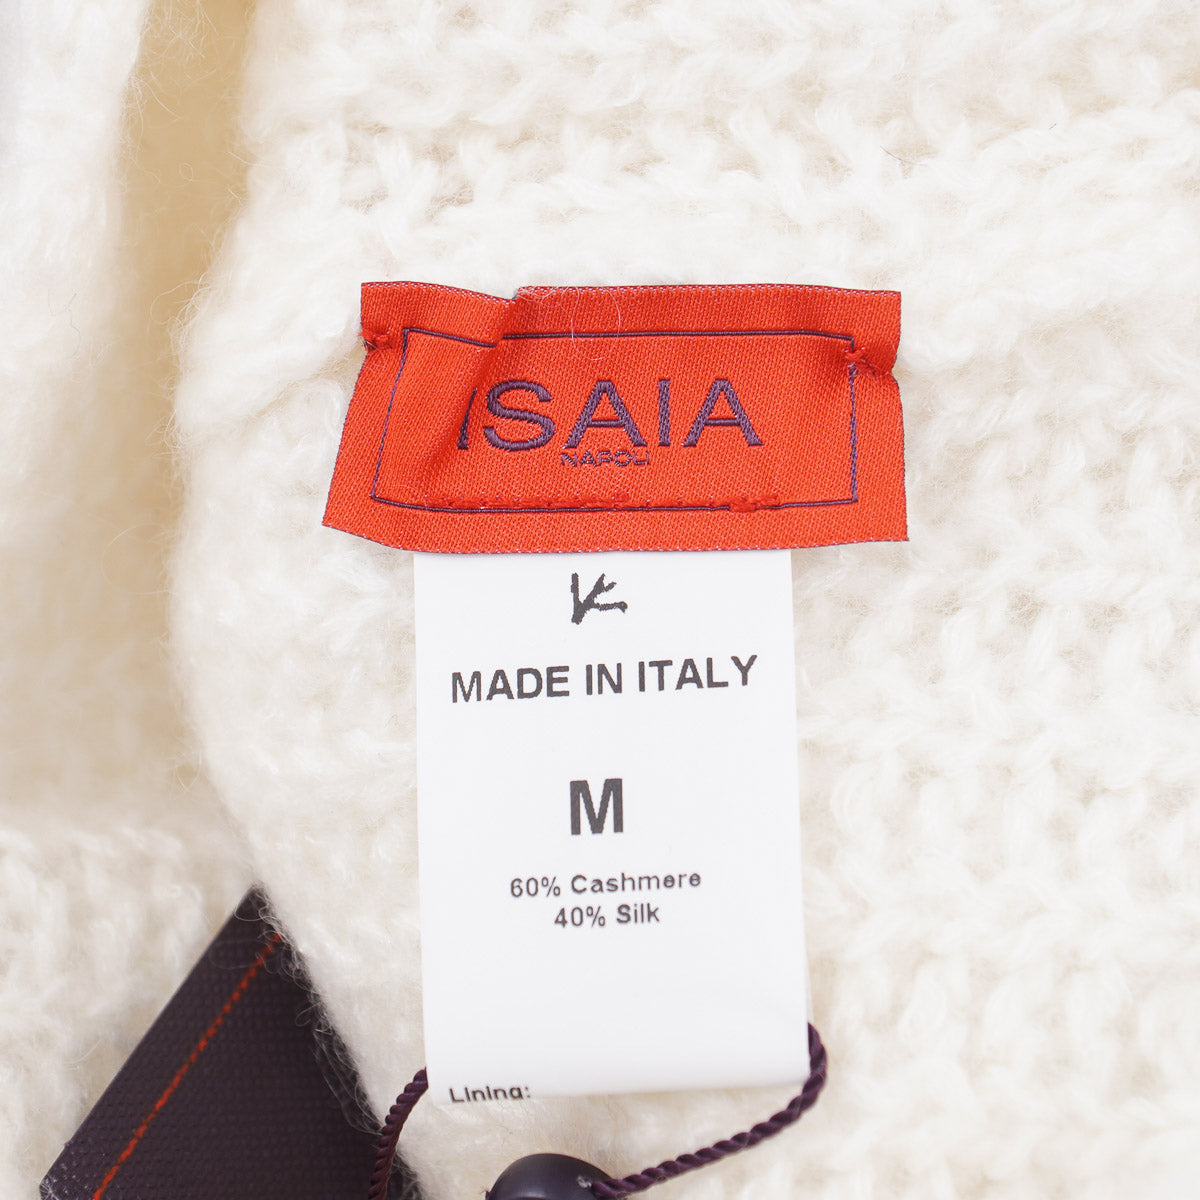 ISAIA
NAPOLI
MADE IN ITALY
M
60% Cashmere
40% Silk
Lining: